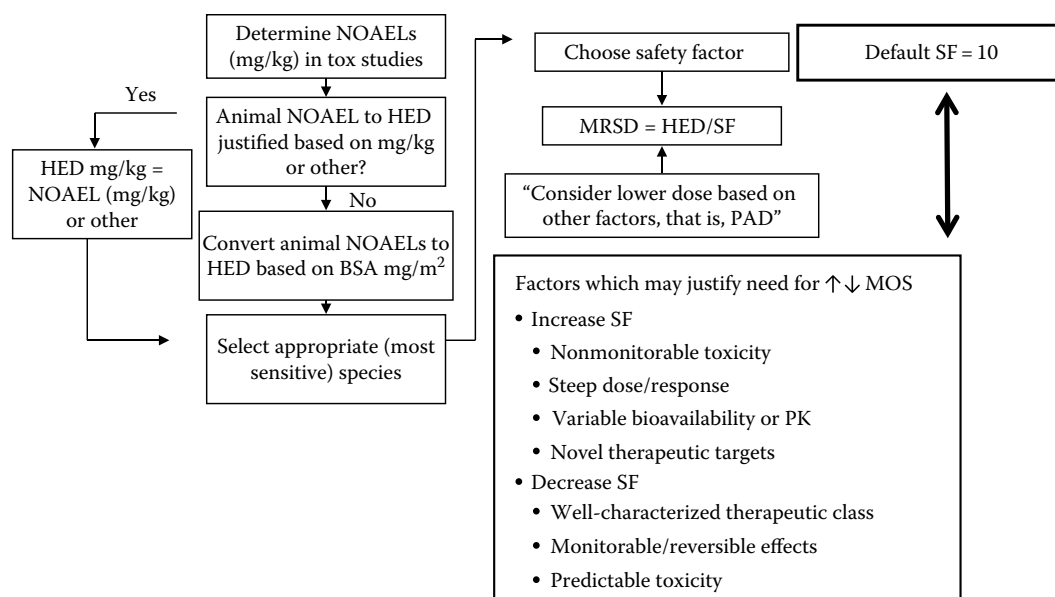 Determine NOAELs
(mg/kg) in tox studies
Yes
Animal NOAEL to HED
justified based on mg/kg
or other?
HED mg/kg =
NOAEL (mg/kg)
or other
No
Convert animal NOAELs to
HED based on BSA mg/m²
Select appropriate (most
sensitive) species
Choose safety factor
MRSD = HED/SF
“Consider lower dose based on
other factors, that is, PAD”
Default SF = 10
Factors which may justify need for ↑↓ MOS
• Increase SF
• Nonmonitorable toxicity
• Steep dose/response
• Variable bioavailability or PK
• Novel therapeutic targets
• Decrease SF
• Well-characterized therapeutic class
• Monitorable/reversible effects
• Predictable toxicity